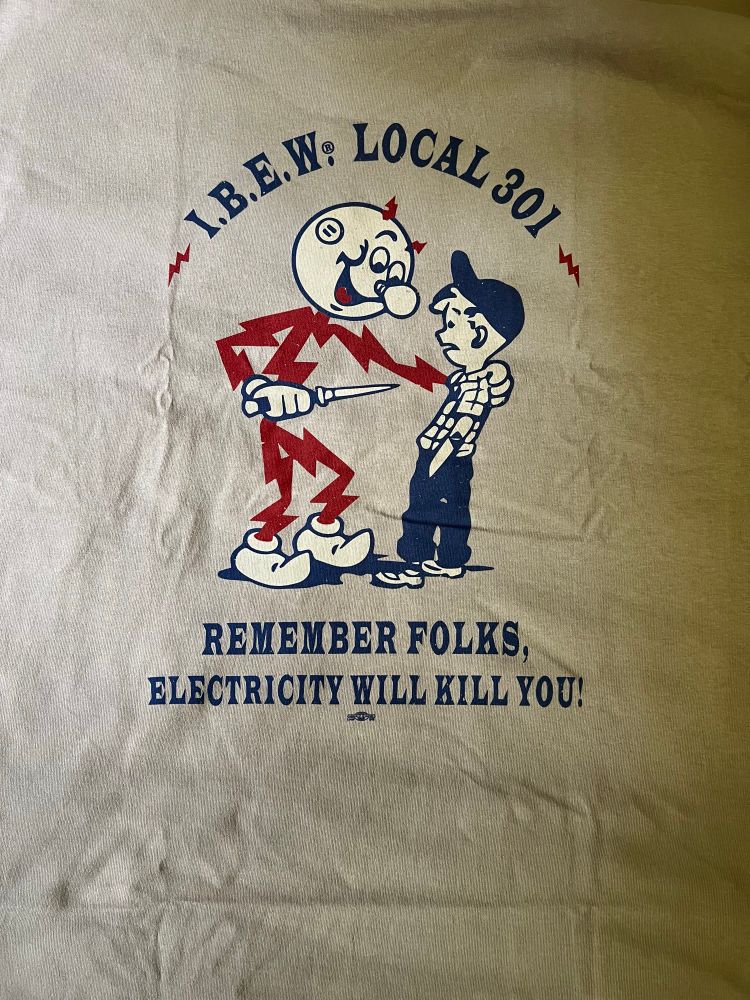 I.B.E.W.® LOCAL 301
REMEMBER FOLKS,
ELECTRICITY WILL KILL YOU!